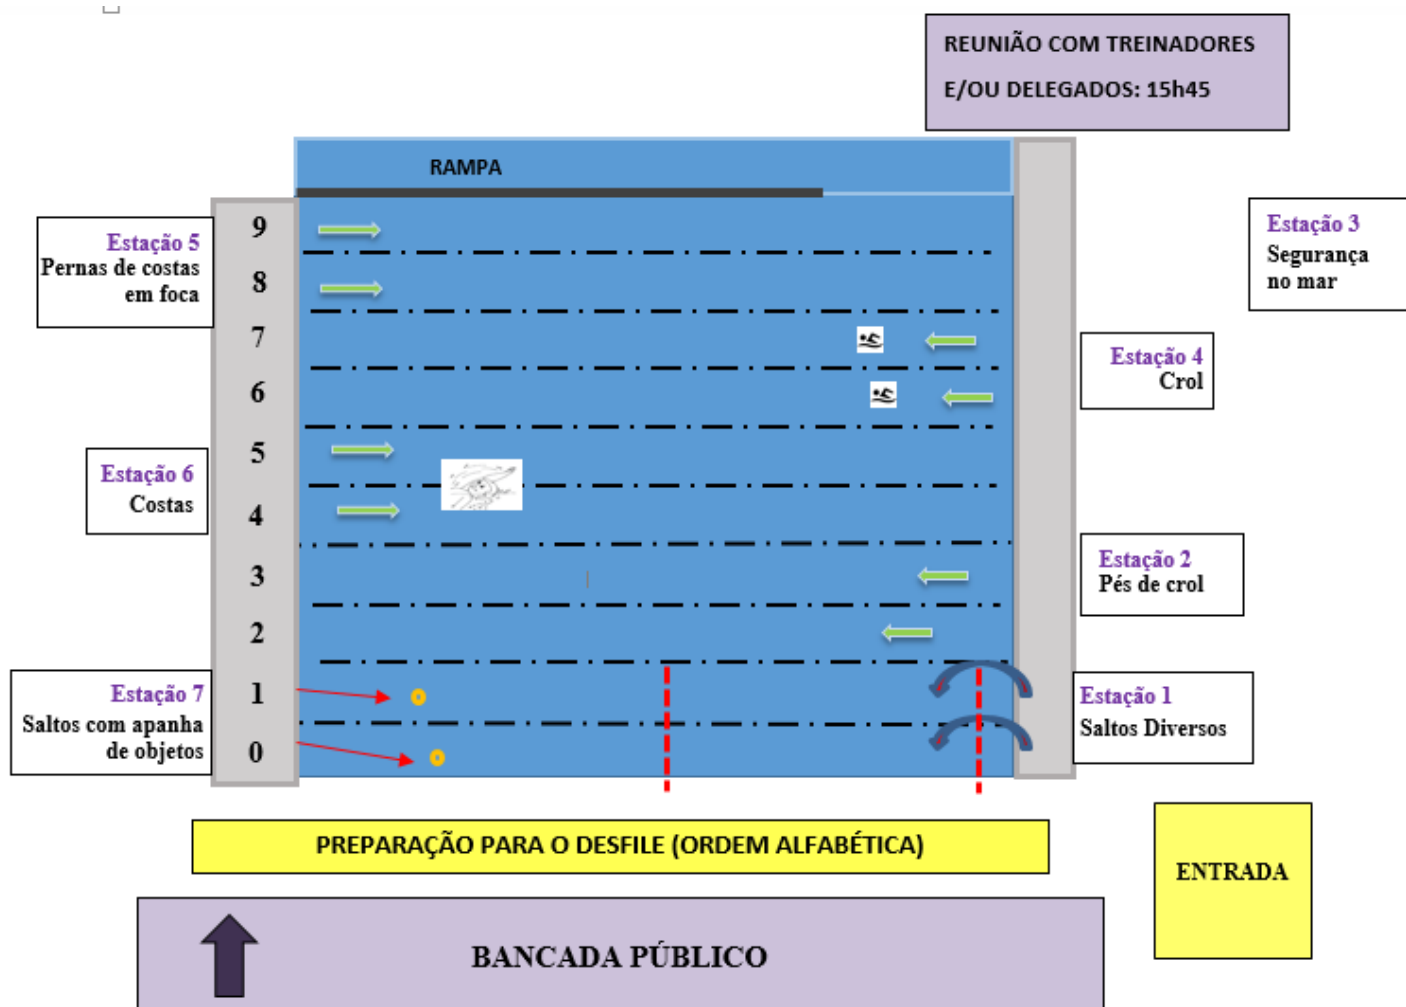 REUNIÃO COM TREINADORES
E/OU DELEGADOS: 15h45
RAMPA
9
8
7
6
5
4
3
2
1
0
Estação 5
Pernas de costas
em foca
Estação 6
Costas
Estação 7
Saltos com apanha
de objetos
Estação 3
Segurança
no mar
Estação 4
Crol
Estação 2
Pés de crol
Estação 1
Saltos Diversos
PREPARAÇÃO PARA O DESFILE (ORDEM ALFABÉTICA)
ENTRADA
BANCADA PÚBLICO